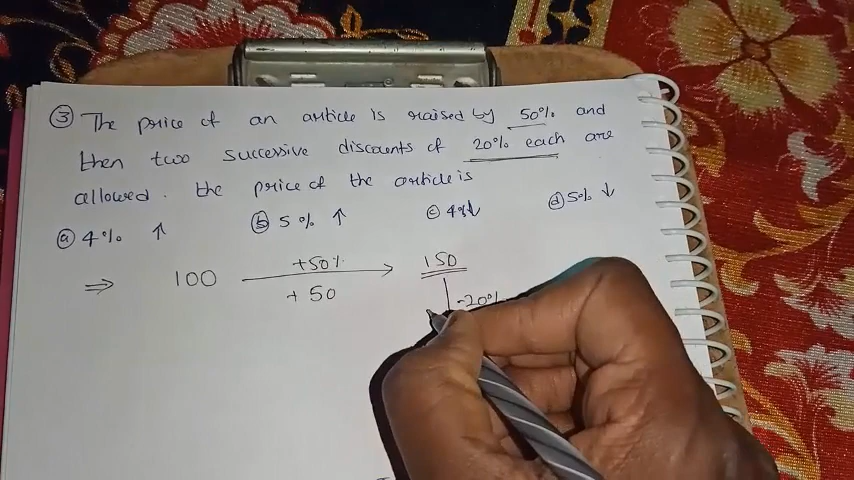 ③ The price of an article is raised by 50% and
then two successive discounts of 20% each are
allowed. the price of the article is
ⓐ 4% ↑ ⓑ 5% ↑ ⓒ 4%↓ ⓓ 5% ↓
⇒ 100 +50% 150
+ 50
-20%